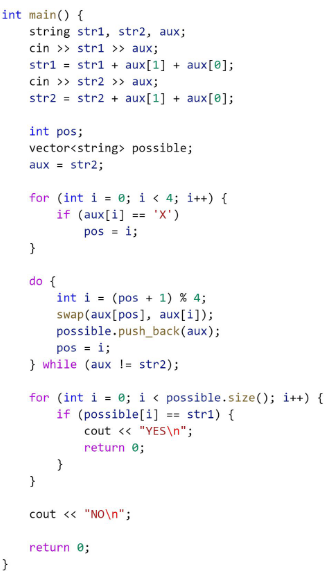 int main() {
    string str1, str2, aux;
    cin >> str1 >> aux;
    str1 = str1 + aux[1] + aux[0];
    cin >> str2 >> aux;
    str2 = str2 + aux[1] + aux[0];

    int pos;
    vector<string> possible;
    aux = str2;

    for (int i = 0; i < 4; i++) {
        if (aux[i] == 'X')
            pos = i;
    }

    do {
        int i = (pos + 1) % 4;
        swap(aux[pos], aux[i]);
        possible.push_back(aux);
        pos = i;
    } while (aux != str2);

    for (int i = 0; i < possible.size(); i++) {
        if (possible[i] == str1) {
            cout << "YES\n";
            return 0;
        }
    }

    cout << "NO\n";

    return 0;
}